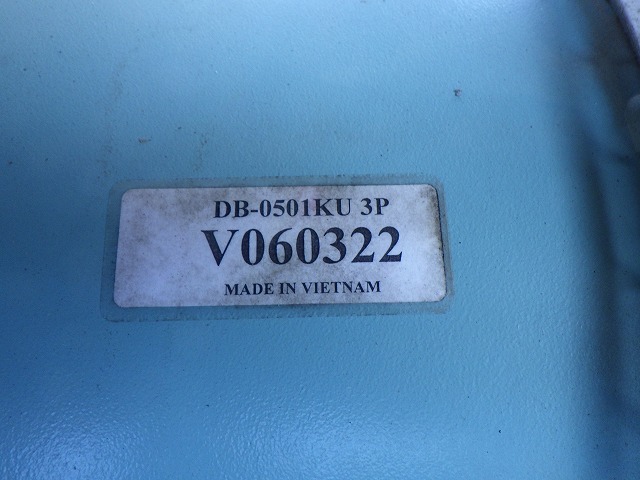 DB-0501KU 3P
V060322
MADE IN VIETNAM